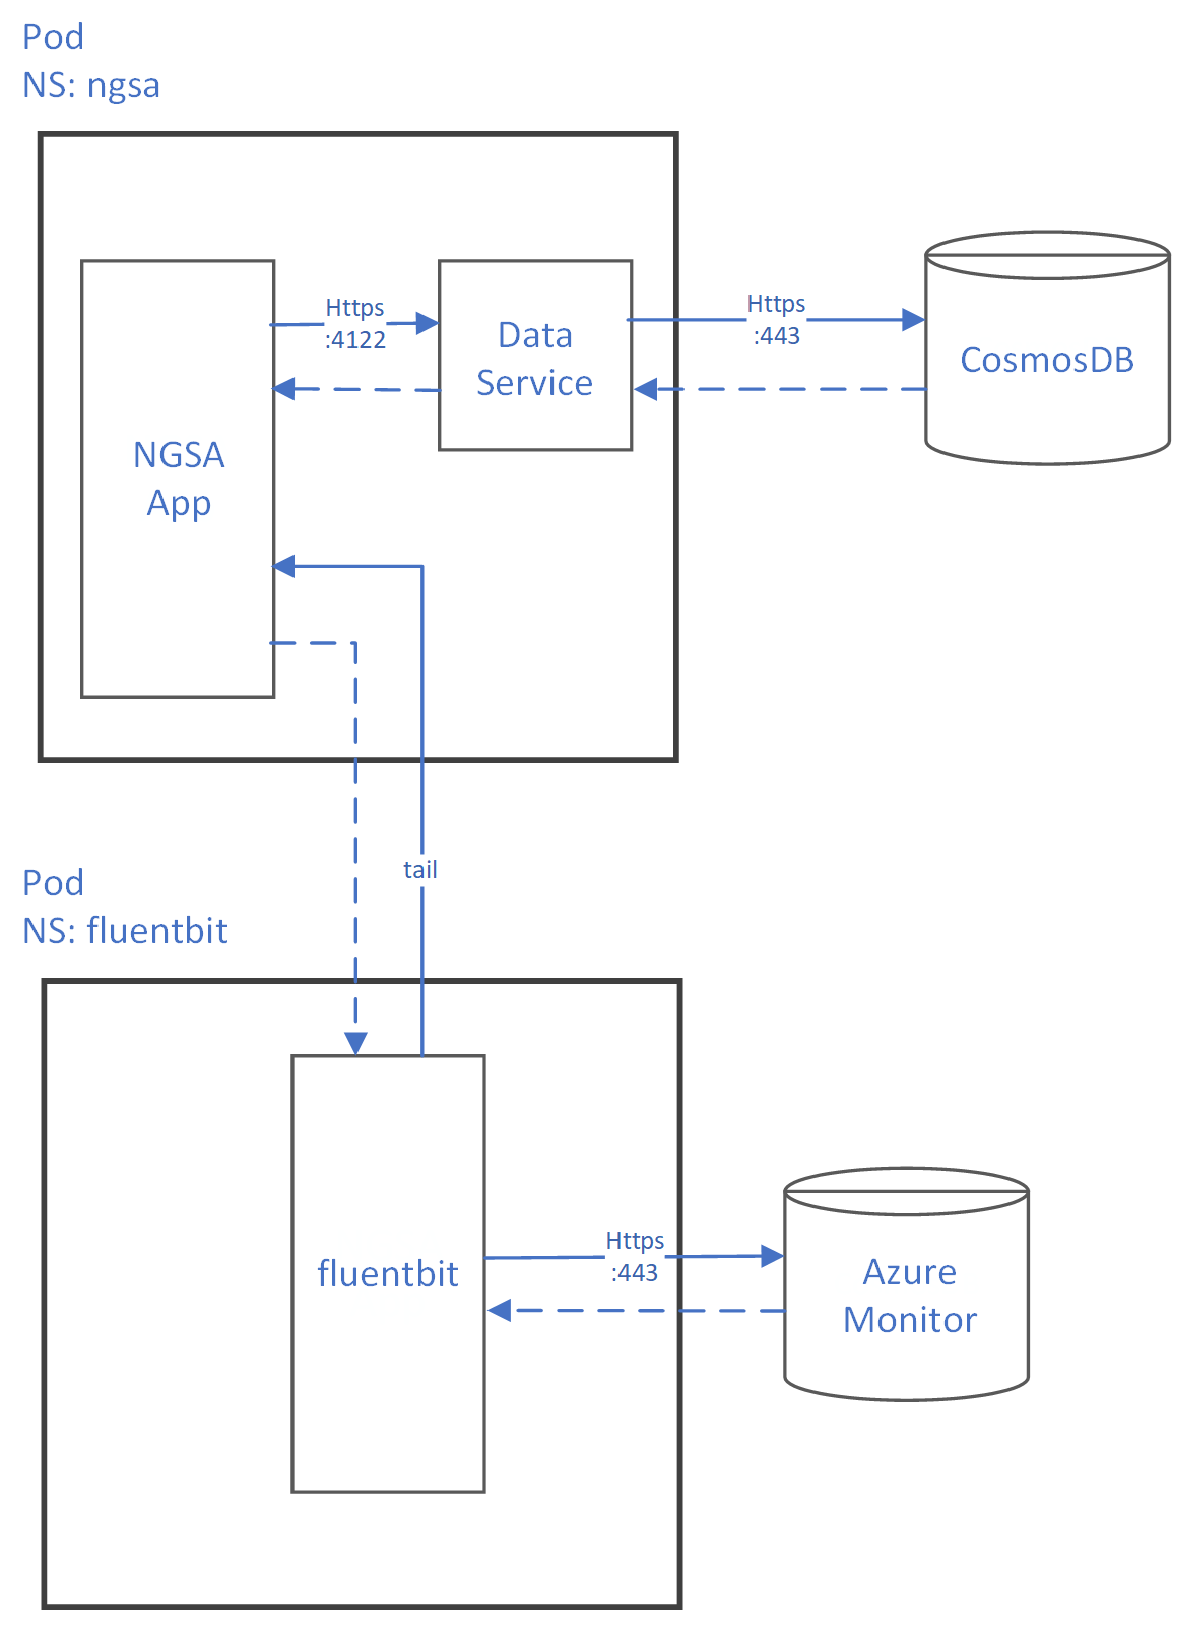 Pod
NS: ngsa
Https
:4122
Data
Service
Https
:443
CosmosDB
NGSA
App
tail
Pod
NS: fluentbit
fluentbit
Https
:443
Azure
Monitor